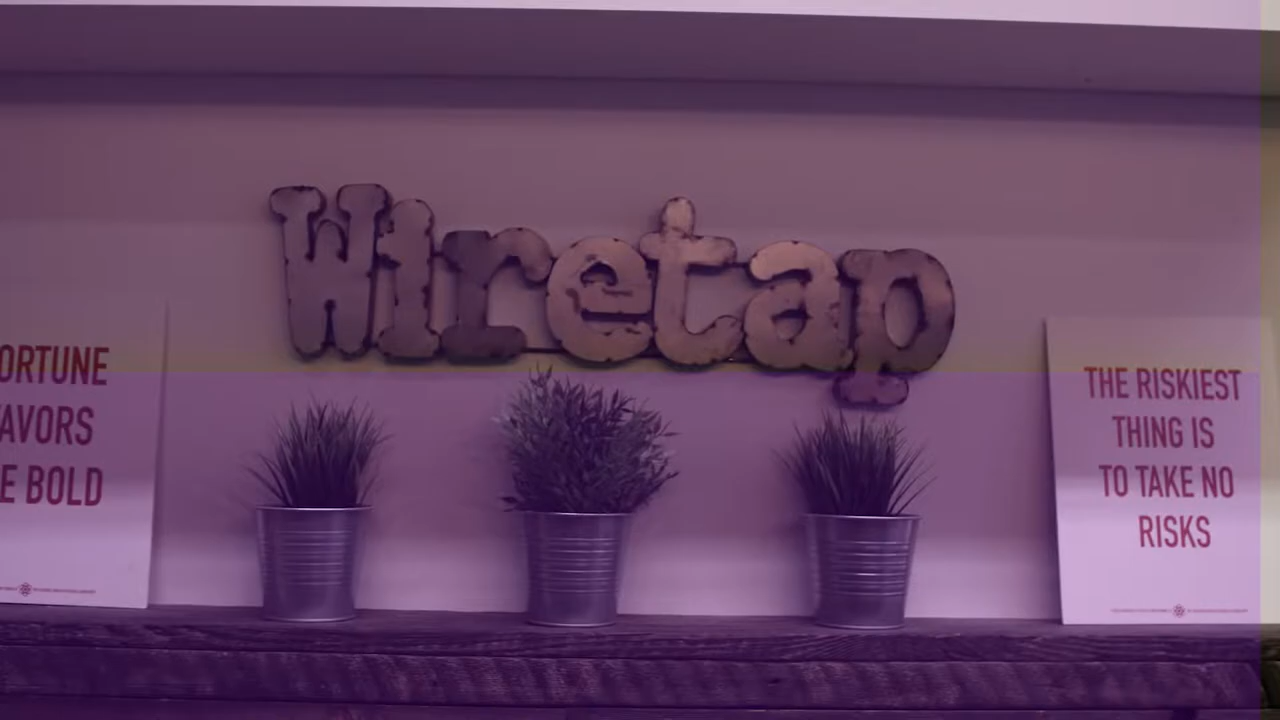 Wiretap
ORTUNE
AVORS
E BOLD
THE RISKIEST
THING IS
TO TAKE NO
RISKS